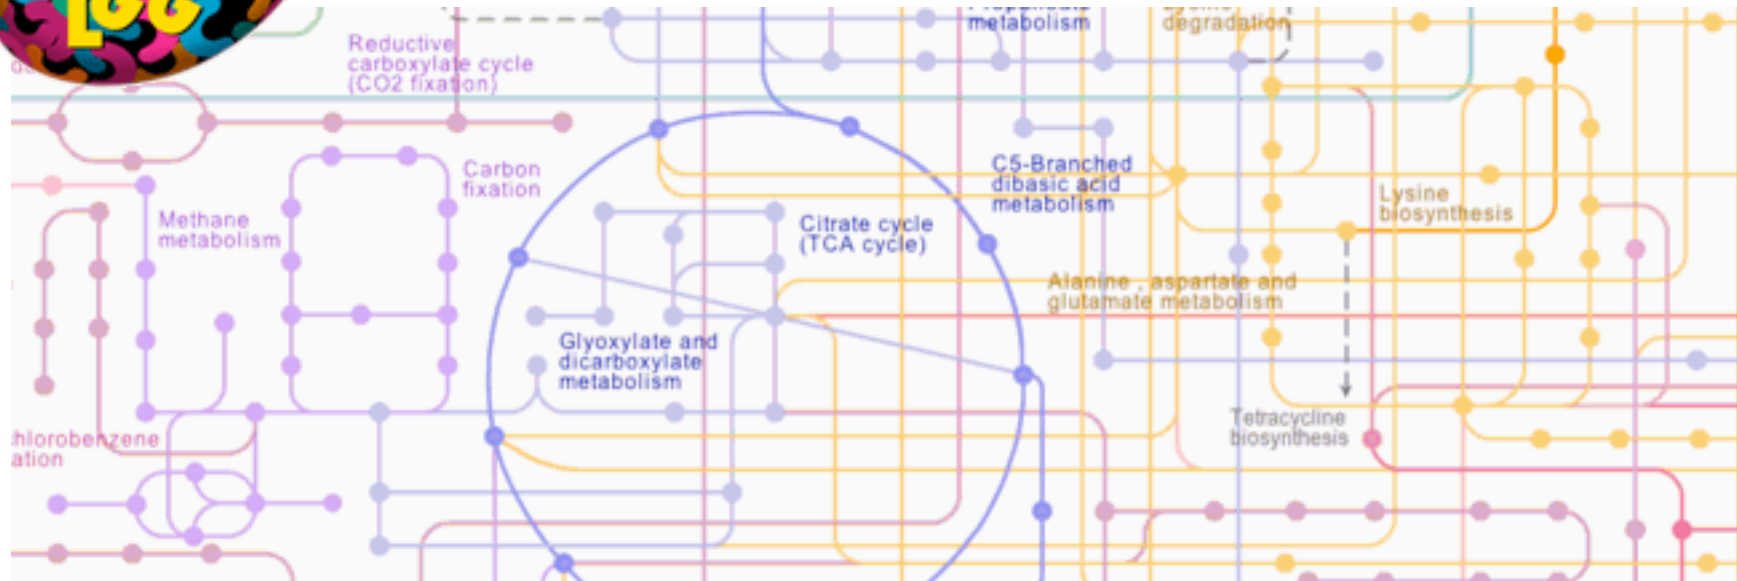 metabolism
degradation
Reductive
carboxylate cycle
(CO2 fixation)
Carbon
fixation
C5-Branched
dibasic acid
metabolism
Lysine
biosynthesis
Methane
metabolism
Citrate cycle
(TCA cycle)
Alanine , aspartate and
glutamate metabolism
Glyoxylate and
dicarboxylate
metabolism
Tetracycline
biosynthesis
hlorobenzene
ation